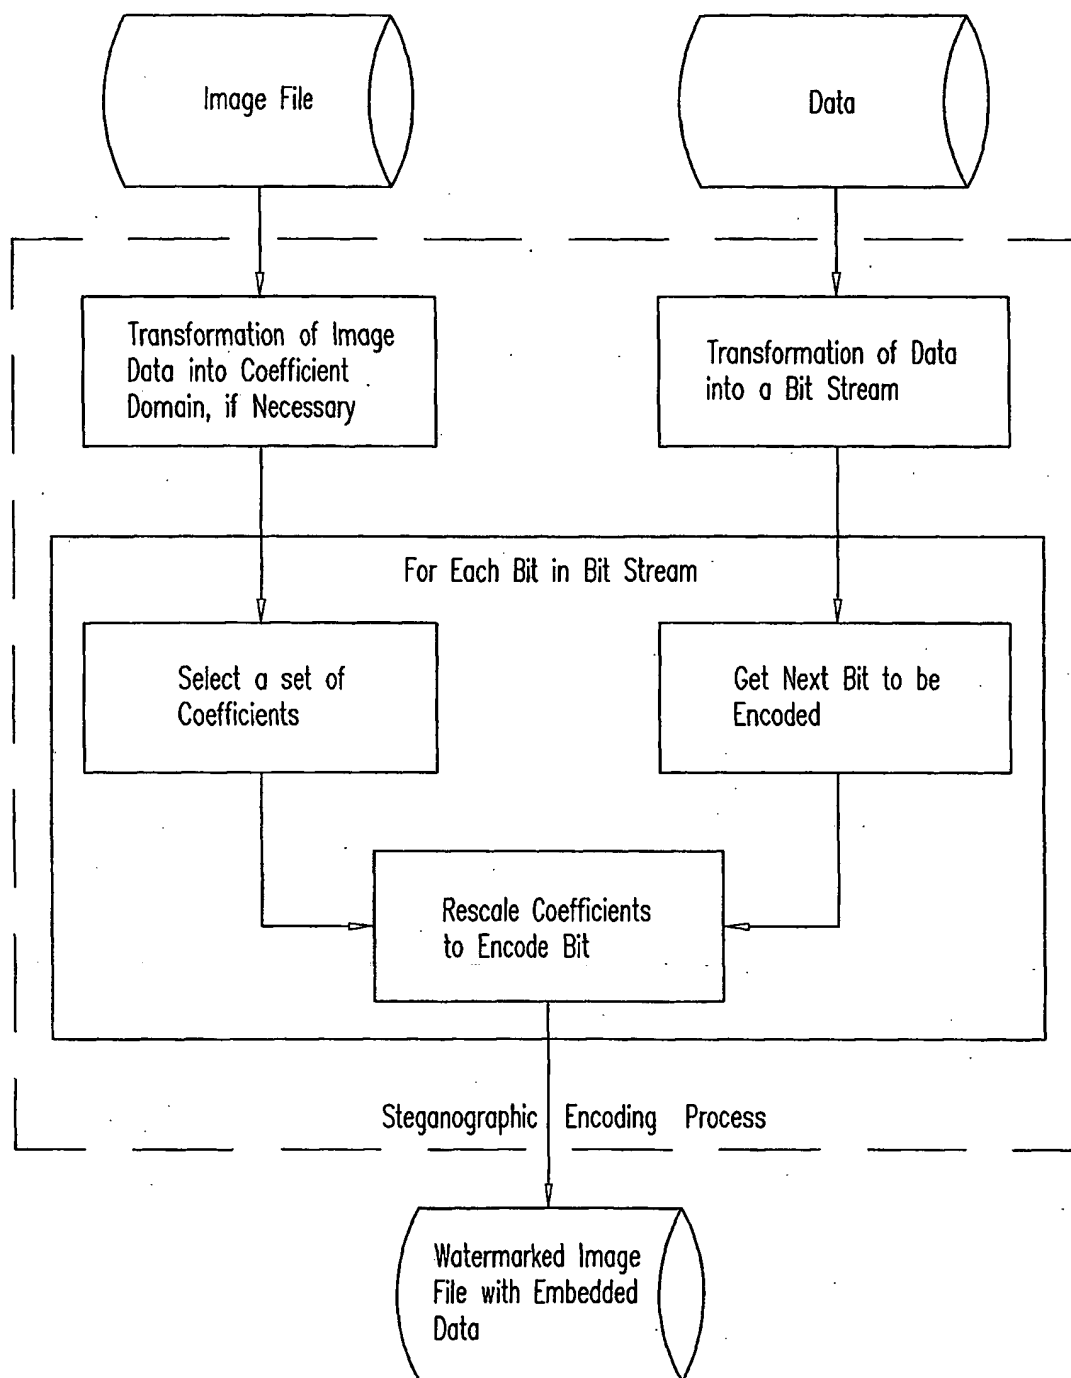 Image File
Data
Transformation of Image
Data into Coefficient
Domain, if Necessary
Transformation of Data
into a Bit Stream
For Each Bit in Bit Stream
Select a set of
Coefficients
Get Next Bit to be
Encoded
Rescale Coefficients
to Encode Bit
Steganographic Encoding Process
Watermarked Image
File with Embedded
Data